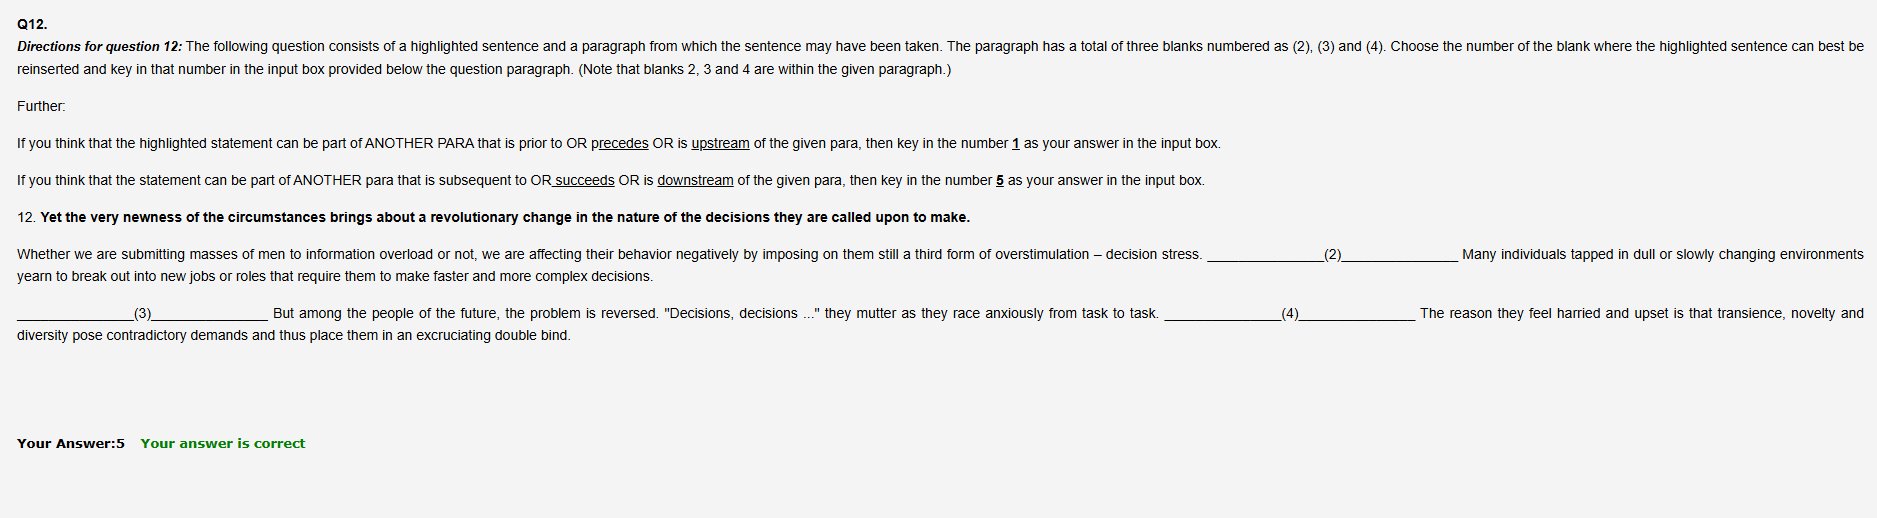 Q12.
Directions for question 12: The following question consists of a highlighted sentence and a paragraph from which the sentence may have been taken. The paragraph has a total of three blanks numbered as (2), (3) and (4). Choose the number of the blank where the highlighted sentence can best be
reinserted and key in that number in the input box provided below the question paragraph. (Note that blanks 2, 3 and 4 are within the given paragraph.)
Further:
If you think that the highlighted statement can be part of ANOTHER PARA that is prior to OR precedes OR is upstream of the given para, then key in the number 1 as your answer in the input box.
If you think that the statement can be part of ANOTHER para that is subsequent to OR succeeds OR is downstream of the given para, then key in the number 5 as your answer in the input box.
12. Yet the very newness of the circumstances brings about a revolutionary change in the nature of the decisions they are called upon to make.
Whether we are submitting masses of men to information overload or not, we are affecting their behavior negatively by imposing on them still a third form of overstimulation – decision stress. _______________(2)_______________ Many individuals tapped in dull or slowly changing environments
yearn to break out into new jobs or roles that require them to make faster and more complex decisions.
_______________(3)_______________ But among the people of the future, the problem is reversed. "Decisions, decisions ..." they mutter as they race anxiously from task to task. _______________(4)_______________ The reason they feel harried and upset is that transience, novelty and
diversity pose contradictory demands and thus place them in an excruciating double bind.
Your Answer:5 Your answer is correct